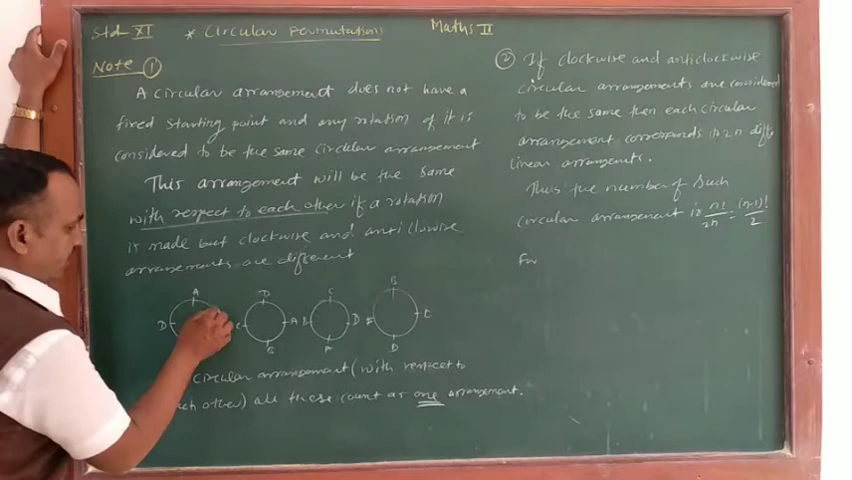 Std XI * Circular Permutations Maths II
Note ①
A circular arrangement does not have a
fixed starting point and any rotation of it is
considered to be the same circular arrangement
This arrangement will be the same
with respect to each other if a rotation
is made but clockwise and anticlowise
arrangements are different
A D C B
D A B D C
B A D
circular arrangement (with respect to
each other) all these count as one arrangement.
② If clockwise and anticlockwise
circular arrangements are considered
to be the same then each circular
arrangement corresponds to 2n difft
linear arrangements.
Thus the number of such
circular arrangement is n!/2n = (n-1)!/2
For